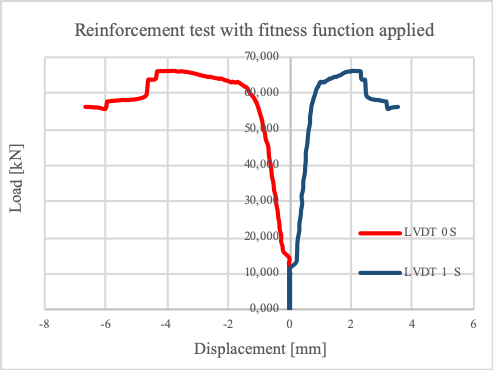 Reinforcement test with fitness function applied
70,000
60,000
50,000
40,000
30,000
20,000
10,000
0,000
Load [kN]
LVDT 0 S
LVDT 1 S
-8 -6 -4 -2 0 2 4 6
Displacement [mm]